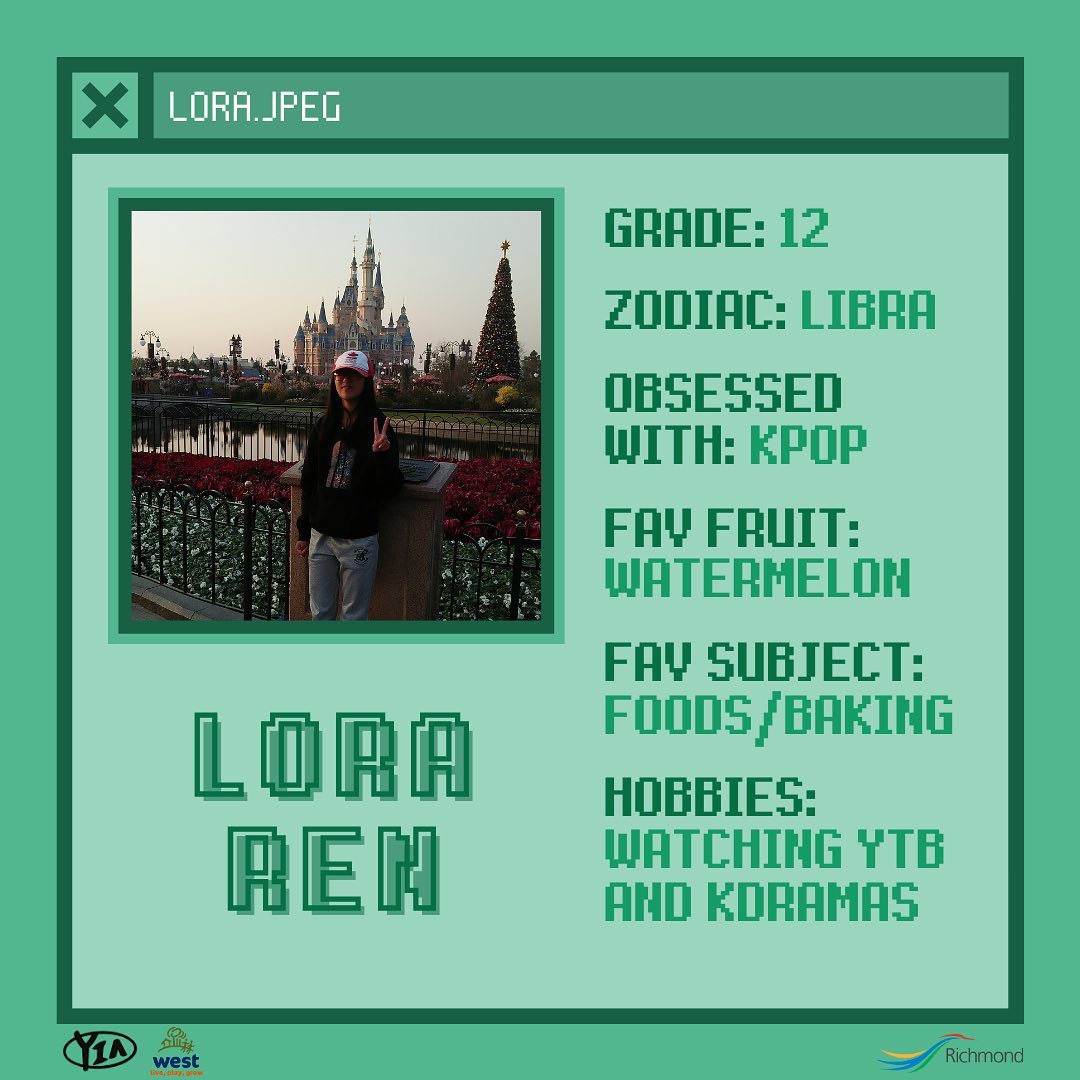 LORA.JPEG
GRADE: 12
ZODIAC: LIBRA
OBSESSED
WITH: KPOP
FAV FRUIT:
WATERMELON
FAV SUBJECT:
FOODS/BAKING
HOBBIES:
WATCHING YTB
AND KDRAMAS
LORA
REN
YIA
west
live, play, grow
Richmond